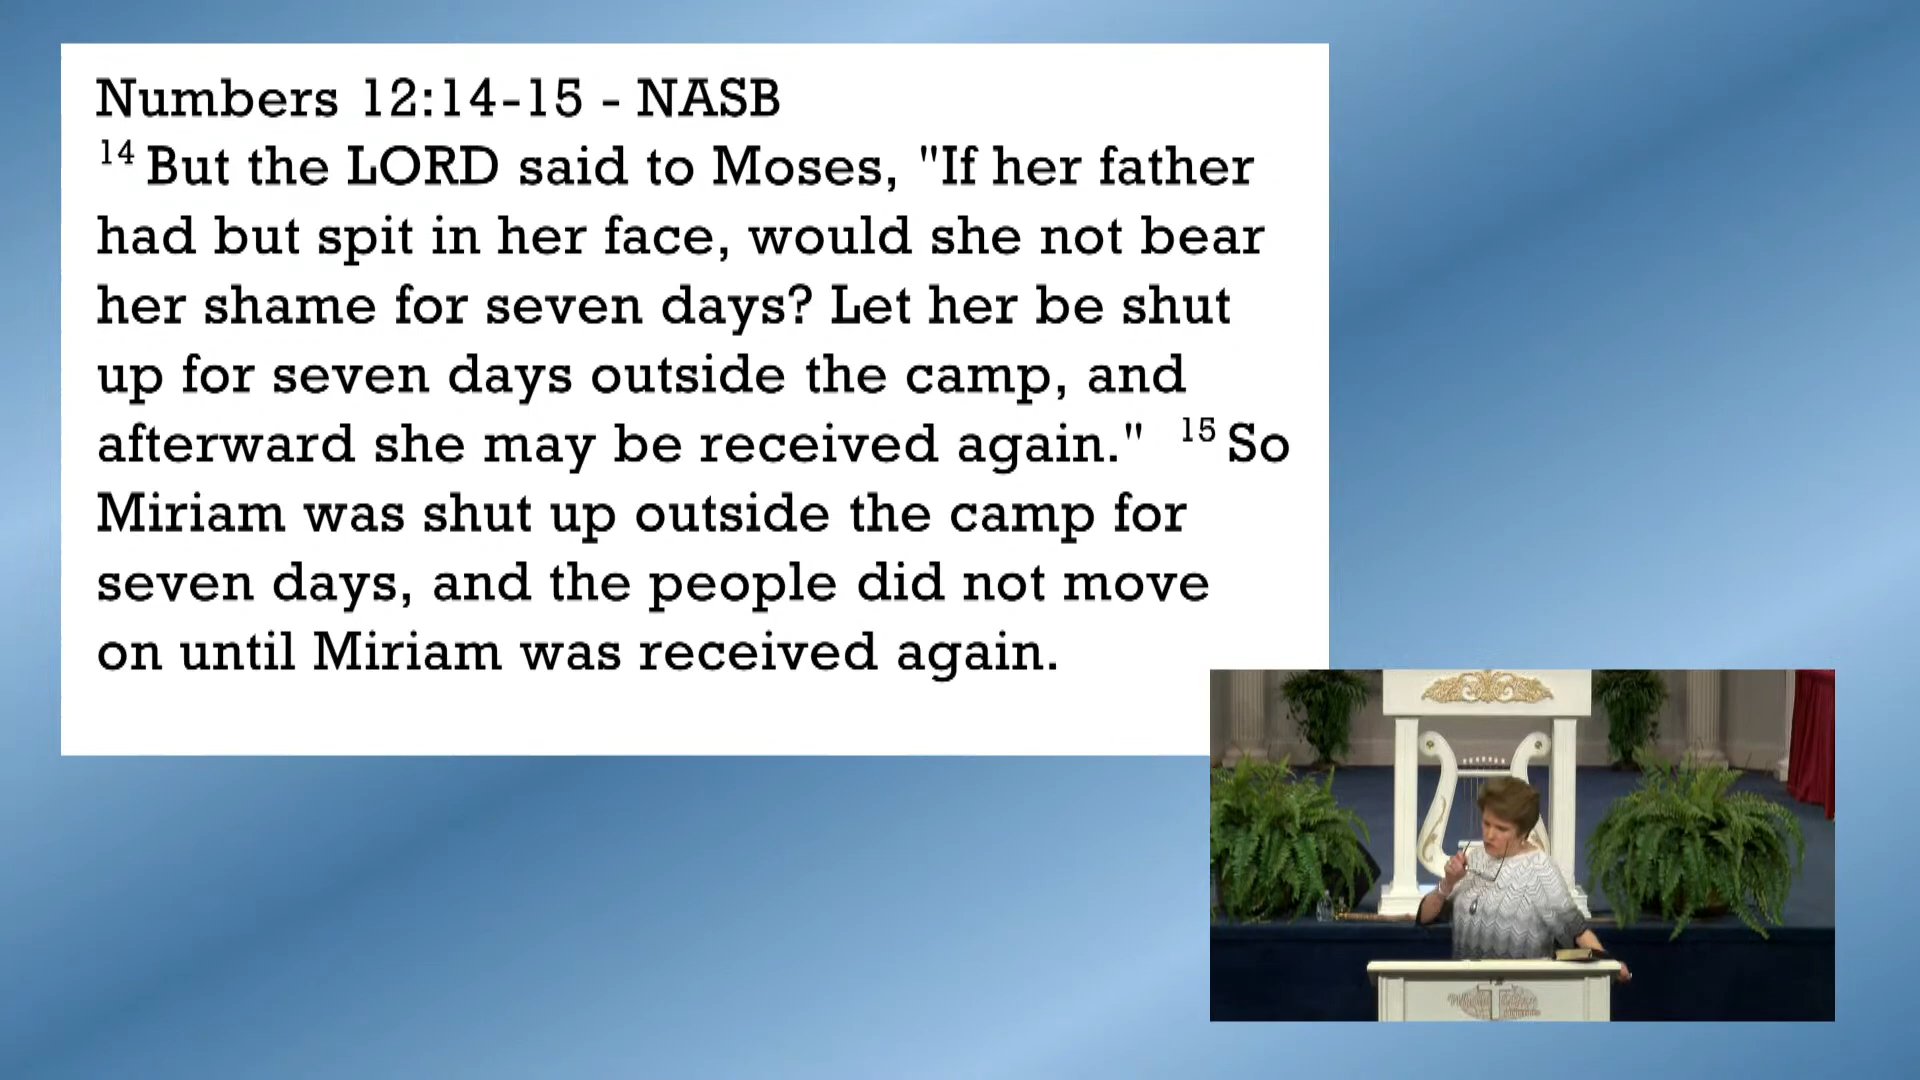 Numbers 12:14-15 - NASB
14 But the LORD said to Moses, "If her father
had but spit in her face, would she not bear
her shame for seven days? Let her be shut
up for seven days outside the camp, and
afterward she may be received again." 15 So
Miriam was shut up outside the camp for
seven days, and the people did not move
on until Miriam was received again.